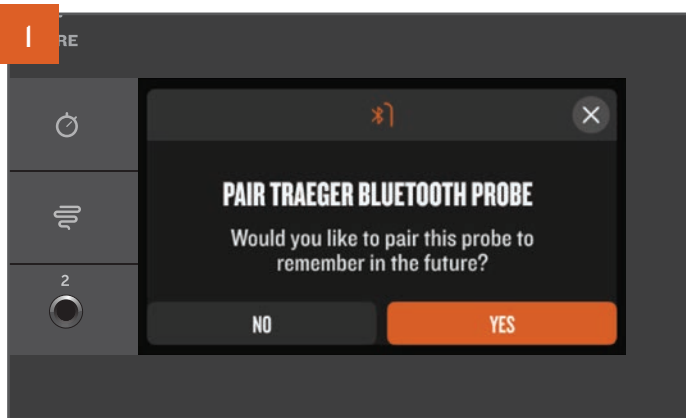 1
RE
PAIR TRAEGER BLUETOOTH PROBE
Would you like to pair this probe to
remember in the future?
2
NO
YES